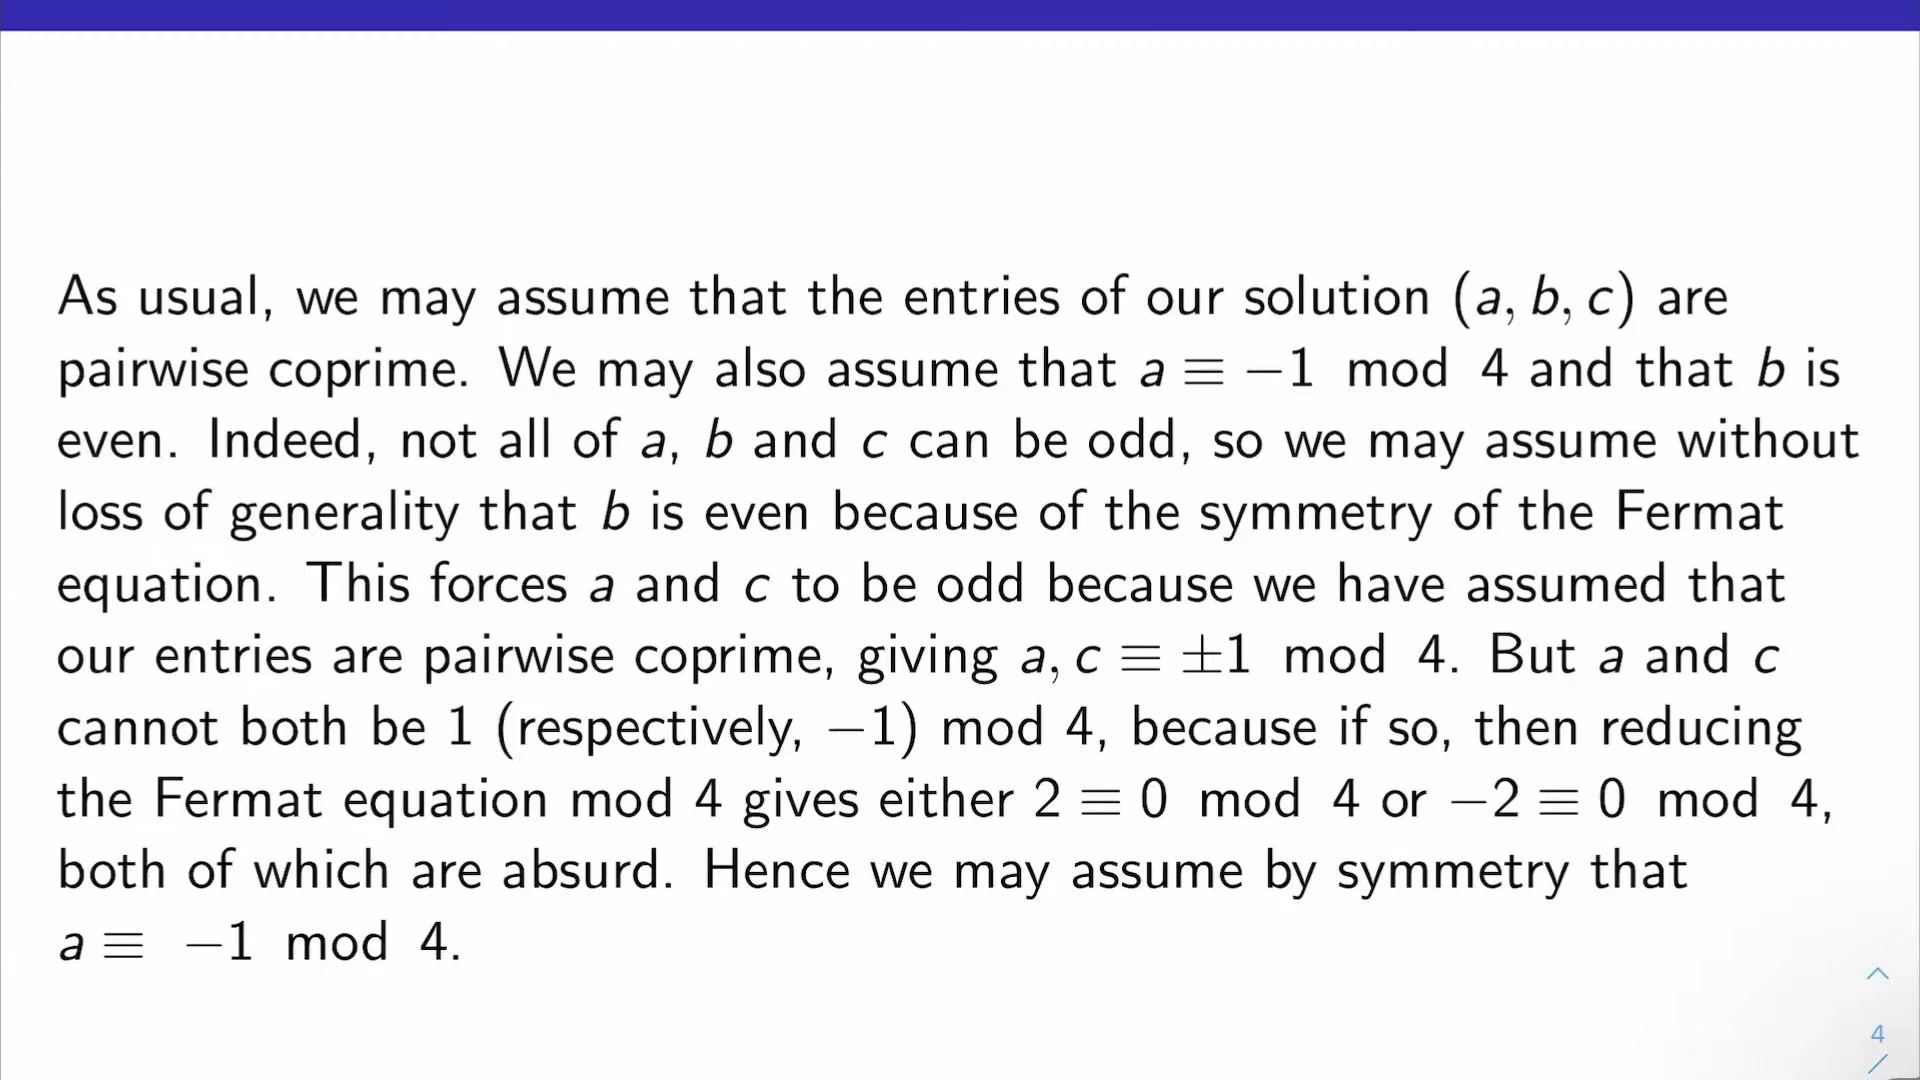 As usual, we may assume that the entries of our solution (a, b, c) are
pairwise coprime. We may also assume that a ≡ −1 mod 4 and that b is
even. Indeed, not all of a, b and c can be odd, so we may assume without
loss of generality that b is even because of the symmetry of the Fermat
equation. This forces a and c to be odd because we have assumed that
our entries are pairwise coprime, giving a, c ≡ ±1 mod 4. But a and c
cannot both be 1 (respectively, −1) mod 4, because if so, then reducing
the Fermat equation mod 4 gives either 2 ≡ 0 mod 4 or −2 ≡ 0 mod 4,
both of which are absurd. Hence we may assume by symmetry that
a ≡ −1 mod 4.
4
/